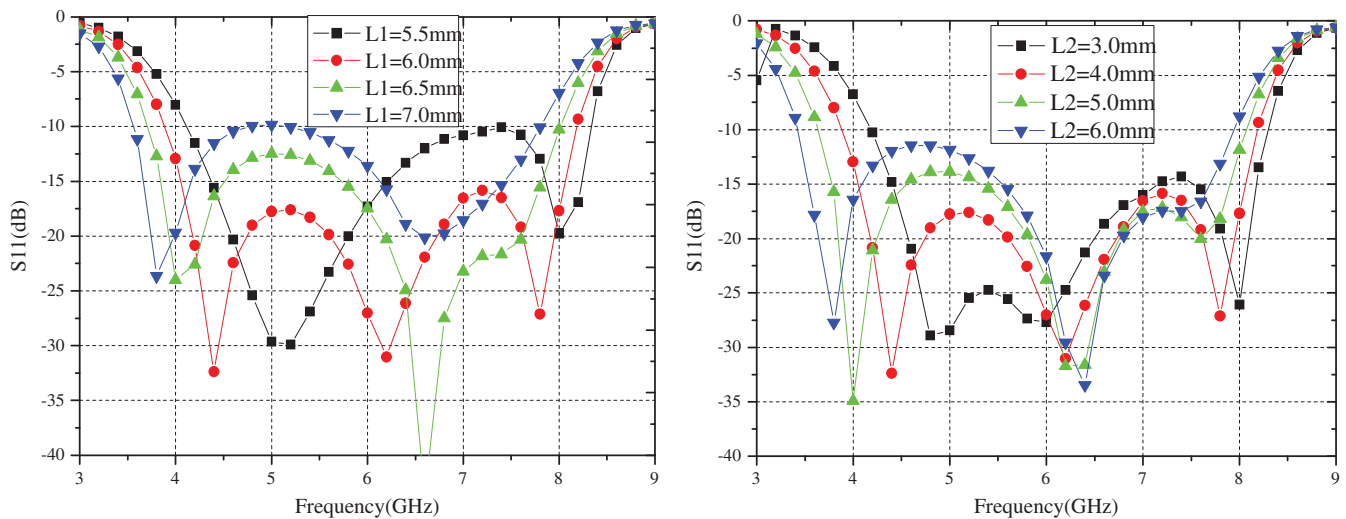 L1=5.5mm
L1=6.0mm
L1=6.5mm
L1=7.0mm
0
-5
-10
-15
-20
-25
-30
-35
-40
S11(dB)
3 4 5 6 7 8 9
Frequency(GHz)
L2=3.0mm
L2=4.0mm
L2=5.0mm
L2=6.0mm
0
-5
-10
-15
-20
-25
-30
-35
-40
S11(dB)
3 4 5 6 7 8 9
Frequency(GHz)